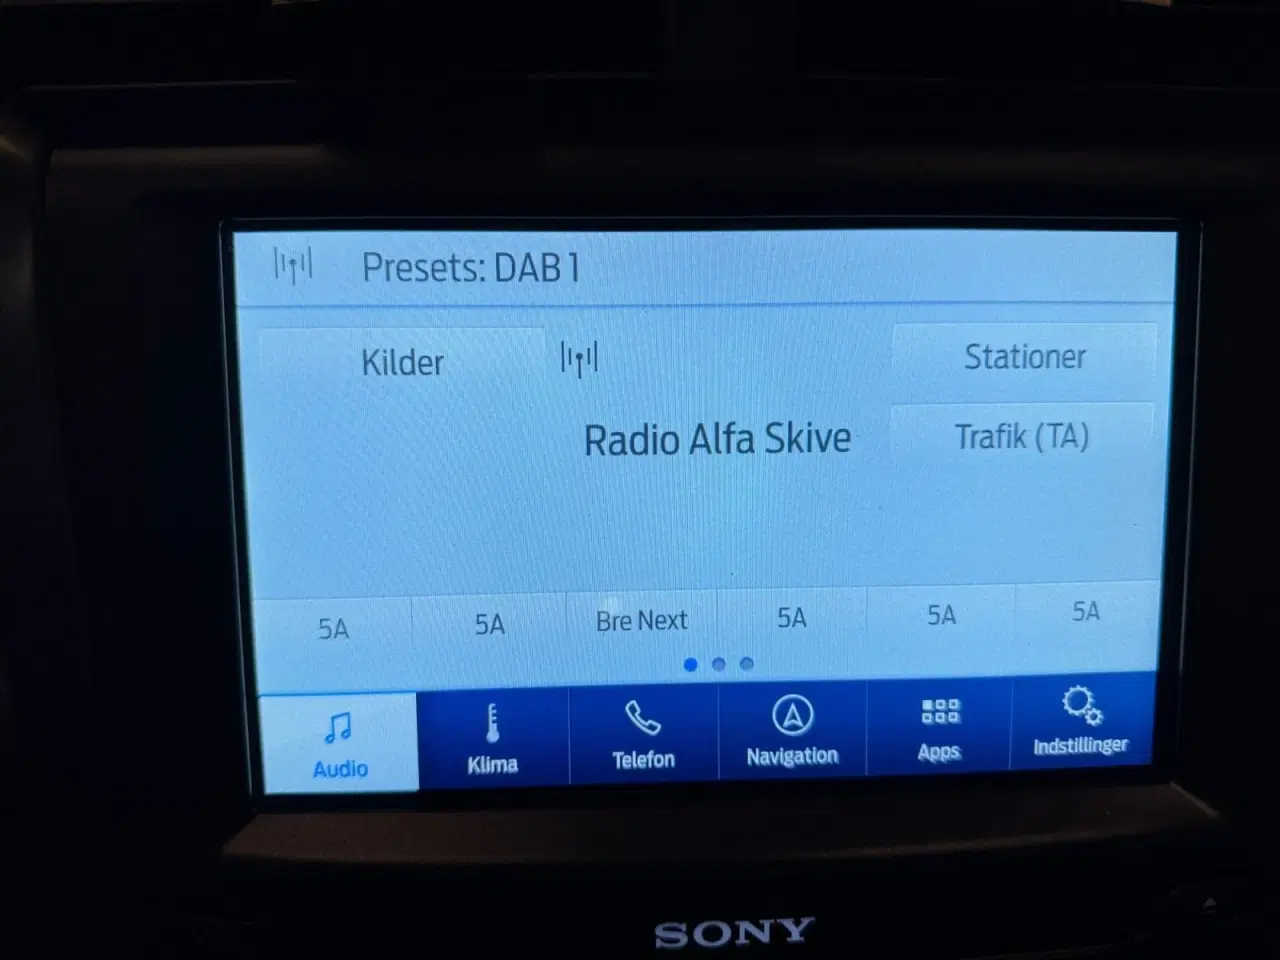 Presets: DAB 1
Kilder
Stationer
Radio Alfa Skive
Trafik (TA)
5A 5A Bre Next 5A 5A 5A
Audio Klima Telefon Navigation Apps Indstillinger
SONY